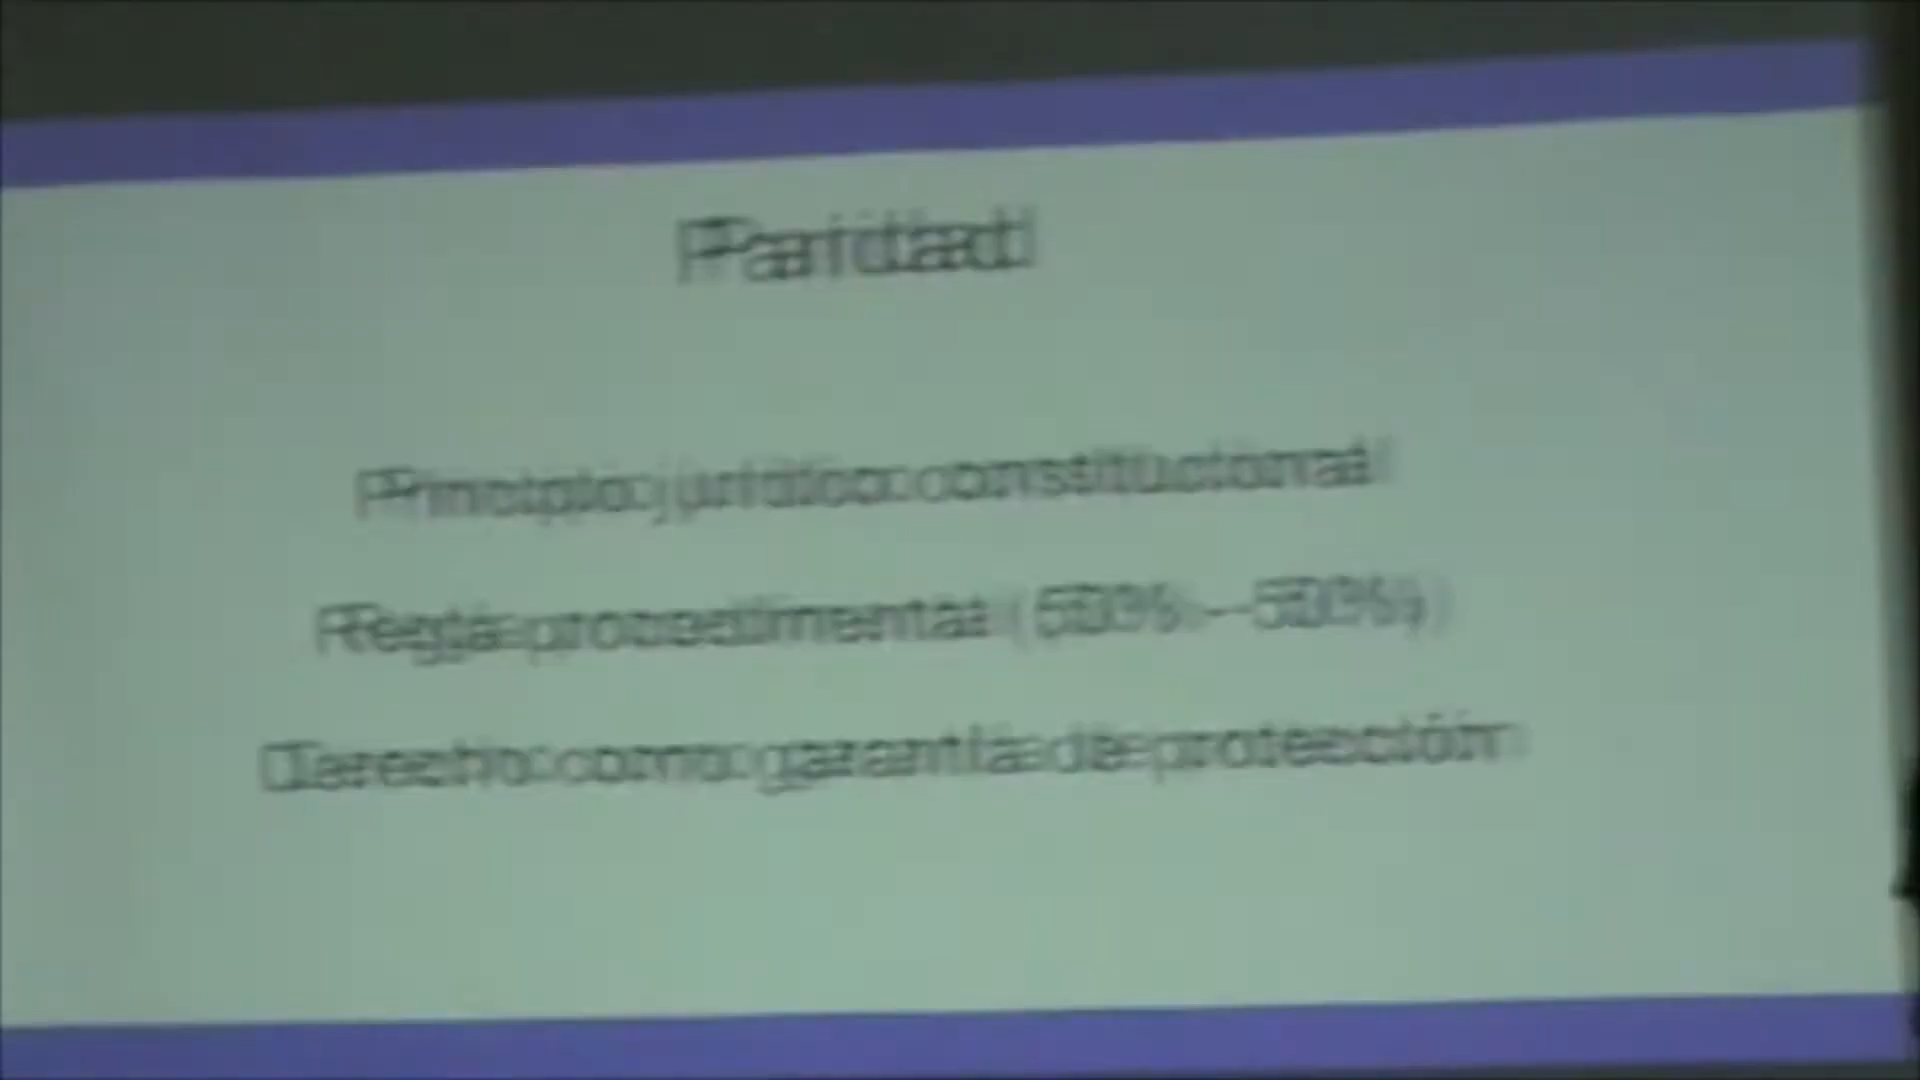 Paridad
Principio jurídico constitucional
Regla procedimental (50% - 50%)
Derecho como garantía de protección